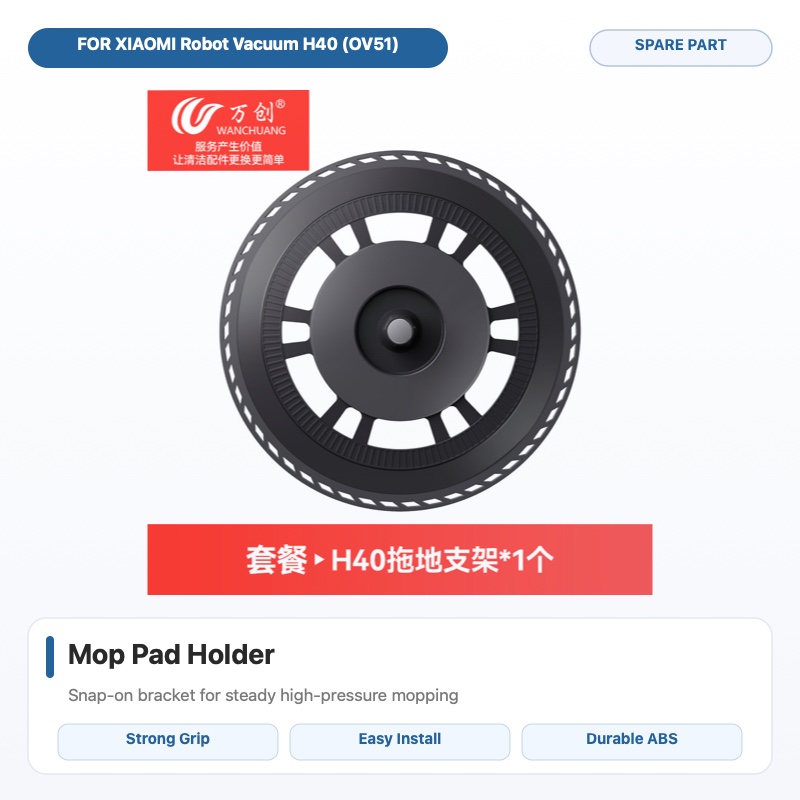 FOR XIAOMI Robot Vacuum H40 (OV51)
SPARE PART
万创®
WANCHUANG
服务产生价值
让清洁配件更换更简单
套餐▸H40拖地支架*1个
Mop Pad Holder
Snap-on bracket for steady high-pressure mopping
Strong Grip
Easy Install
Durable ABS